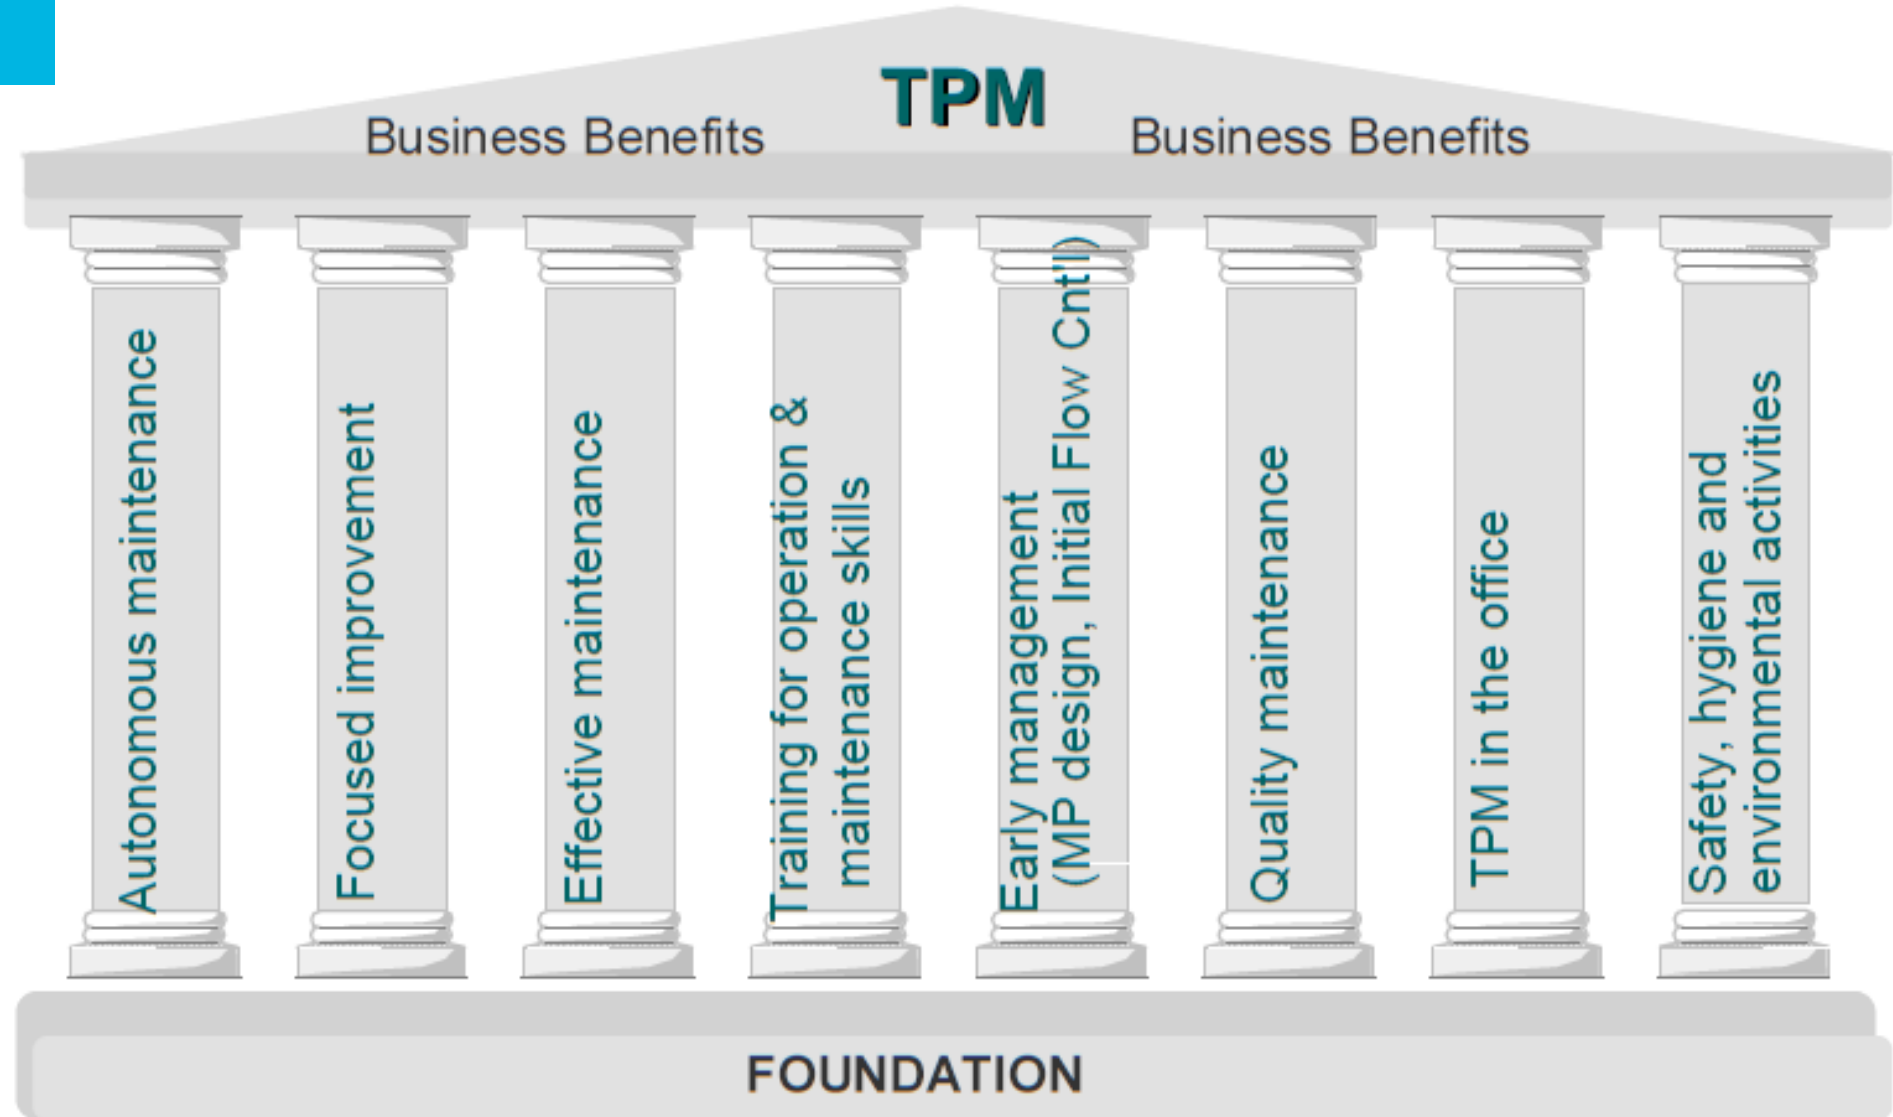 TPM
Business Benefits
Business Benefits
Autonomous maintenance
Focused improvement
Effective maintenance
Training for operation &
maintenance skills
Early management
(MP design, Initial Flow Cnt'l)
Quality maintenance
TPM in the office
Safety, hygiene and
environmental activities
FOUNDATION